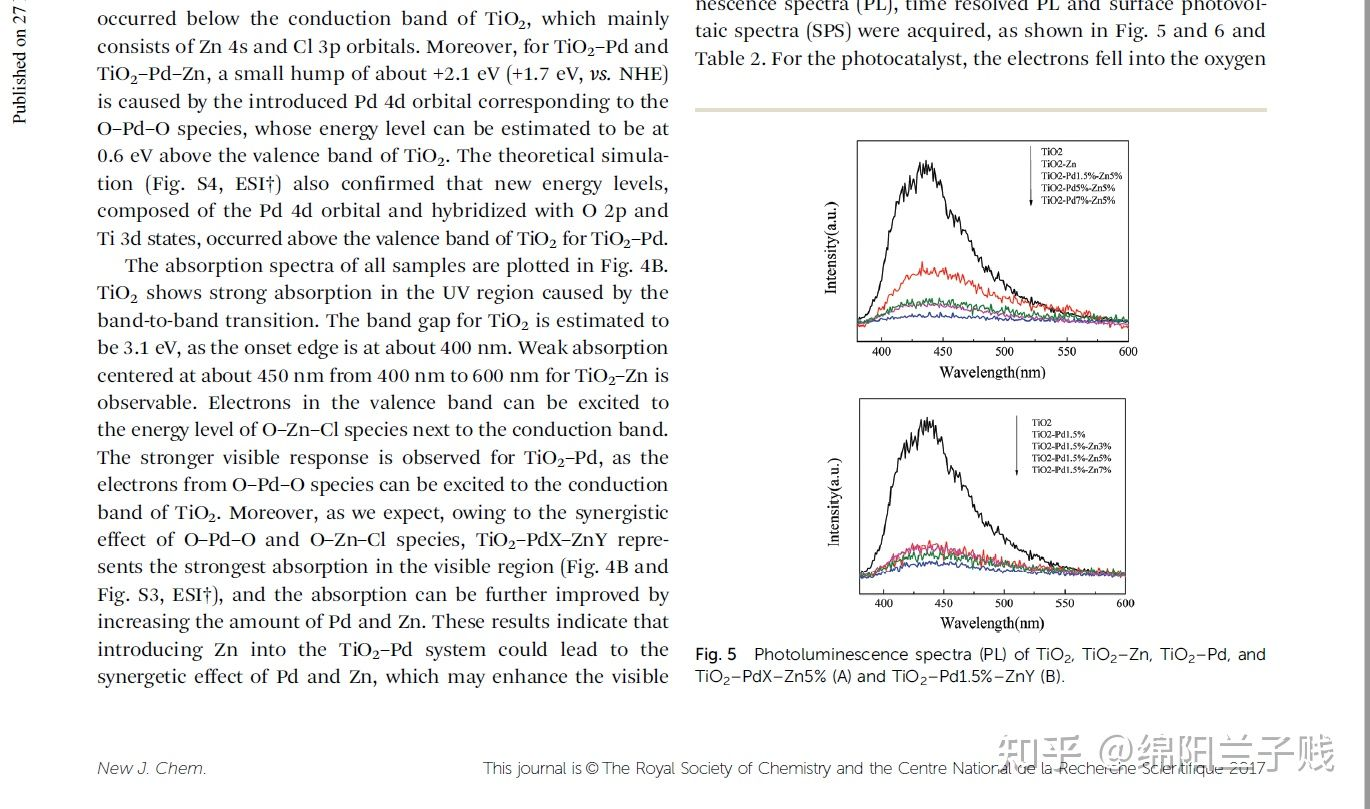 Published on 27
occurred below the conduction band of TiO₂, which mainly
consists of Zn 4s and Cl 3p orbitals. Moreover, for TiO₂–Pd and
TiO₂–Pd–Zn, a small hump of about +2.1 eV (+1.7 eV, vs. NHE)
is caused by the introduced Pd 4d orbital corresponding to the
O–Pd–O species, whose energy level can be estimated to be at
0.6 eV above the valence band of TiO₂. The theoretical simula-
tion (Fig. S4, ESI†) also confirmed that new energy levels,
composed of the Pd 4d orbital and hybridized with O 2p and
Ti 3d states, occurred above the valence band of TiO₂ for TiO₂–Pd.
The absorption spectra of all samples are plotted in Fig. 4B.
TiO₂ shows strong absorption in the UV region caused by the
band-to-band transition. The band gap for TiO₂ is estimated to
be 3.1 eV, as the onset edge is at about 400 nm. Weak absorption
centered at about 450 nm from 400 nm to 600 nm for TiO₂–Zn is
observable. Electrons in the valence band can be excited to
the energy level of O–Zn–Cl species next to the conduction band.
The stronger visible response is observed for TiO₂–Pd, as the
electrons from O–Pd–O species can be excited to the conduction
band of TiO₂. Moreover, as we expect, owing to the synergistic
effect of O–Pd–O and O–Zn–Cl species, TiO₂–PdX–ZnY repre-
sents the strongest absorption in the visible region (Fig. 4B and
Fig. S3, ESI†), and the absorption can be further improved by
increasing the amount of Pd and Zn. These results indicate that
introducing Zn into the TiO₂–Pd system could lead to the
synergetic effect of Pd and Zn, which may enhance the visible
nescence spectra (PL), time resolved PL and surface photovol-
taic spectra (SPS) were acquired, as shown in Fig. 5 and 6 and
Table 2. For the photocatalyst, the electrons fell into the oxygen
TiO2
TiO2-Zn
TiO2-Pd1.5%-Zn5%
TiO2-Pd5%-Zn5%
TiO2-Pd7%-Zn5%
Intensity(a.u.)
400 450 500 550 600
Wavelength(nm)
TiO2
TiO2-Pd1.5%
TiO2-Pd1.5%-Zn3%
TiO2-Pd1.5%-Zn5%
TiO2-Pd1.5%-Zn7%
Intensity(a.u.)
400 450 500 550 600
Wavelength(nm)
Fig. 5 Photoluminescence spectra (PL) of TiO₂, TiO₂–Zn, TiO₂–Pd, and
TiO₂–PdX–Zn5% (A) and TiO₂–Pd1.5%–ZnY (B).
New J. Chem.
This journal is © The Royal Society of Chemistry and the Centre National de la Recherche Scientifique 2017
知乎 @绵阳兰子贱